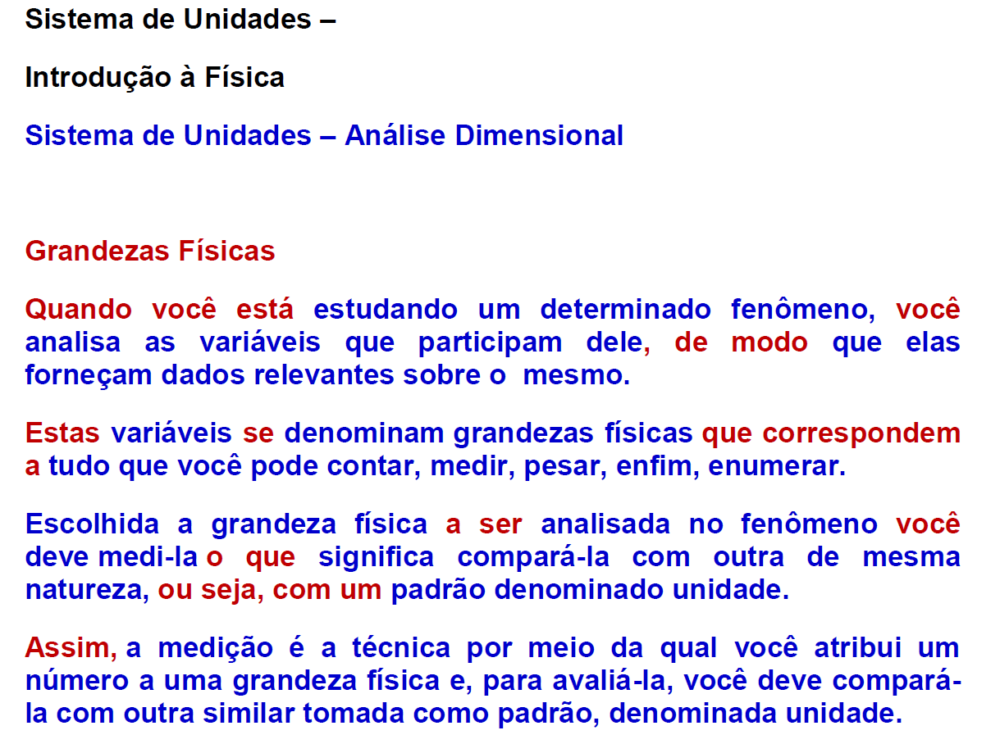 Sistema de Unidades –
Introdução à Física
Sistema de Unidades – Análise Dimensional
Grandezas Físicas
Quando você está estudando um determinado fenômeno, você
analisa as variáveis que participam dele, de modo que elas
forneçam dados relevantes sobre o mesmo.
Estas variáveis se denominam grandezas físicas que correspondem
a tudo que você pode contar, medir, pesar, enfim, enumerar.
Escolhida a grandeza física a ser analisada no fenômeno você
deve medi-la o que significa compará-la com outra de mesma
natureza, ou seja, com um padrão denominado unidade.
Assim, a medição é a técnica por meio da qual você atribui um
número a uma grandeza física e, para avaliá-la, você deve compará-
la com outra similar tomada como padrão, denominada unidade.